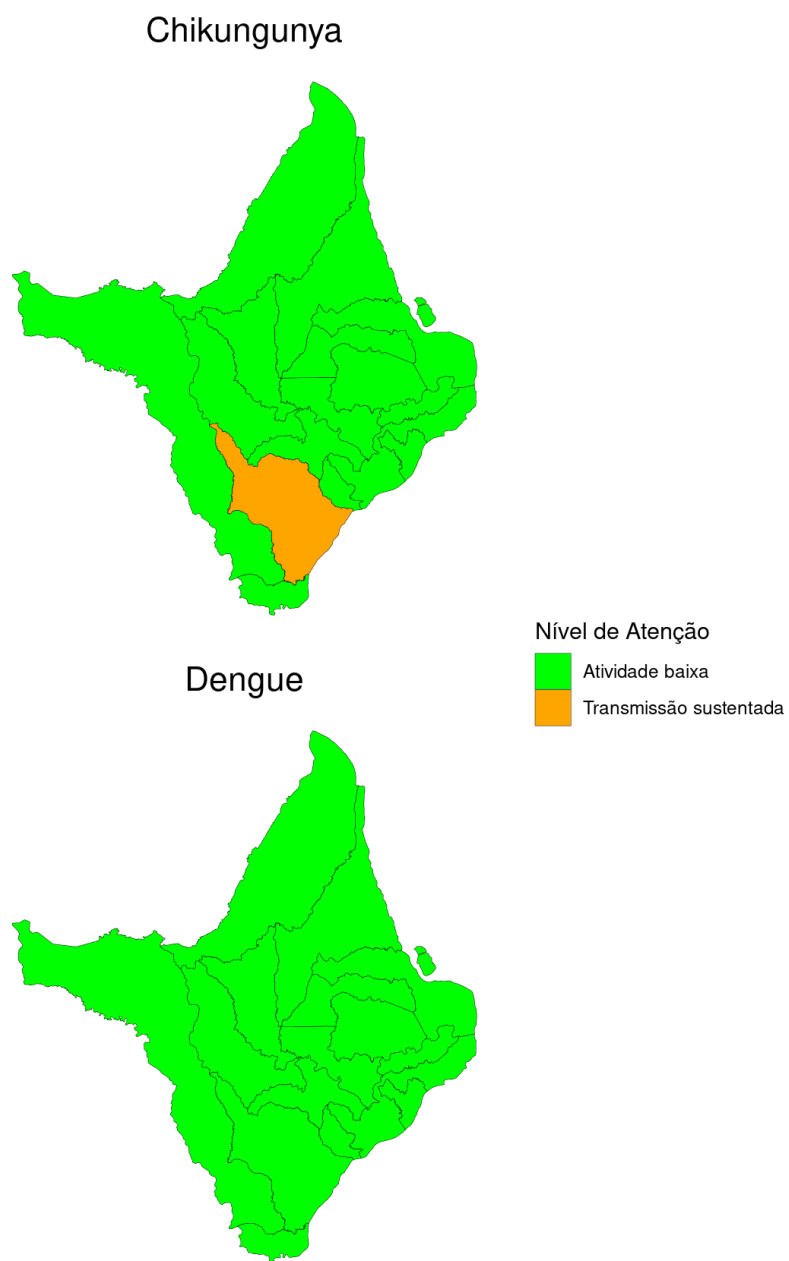 Chikungunya
Nível de Atenção
Atividade baixa
Transmissão sustentada
Dengue